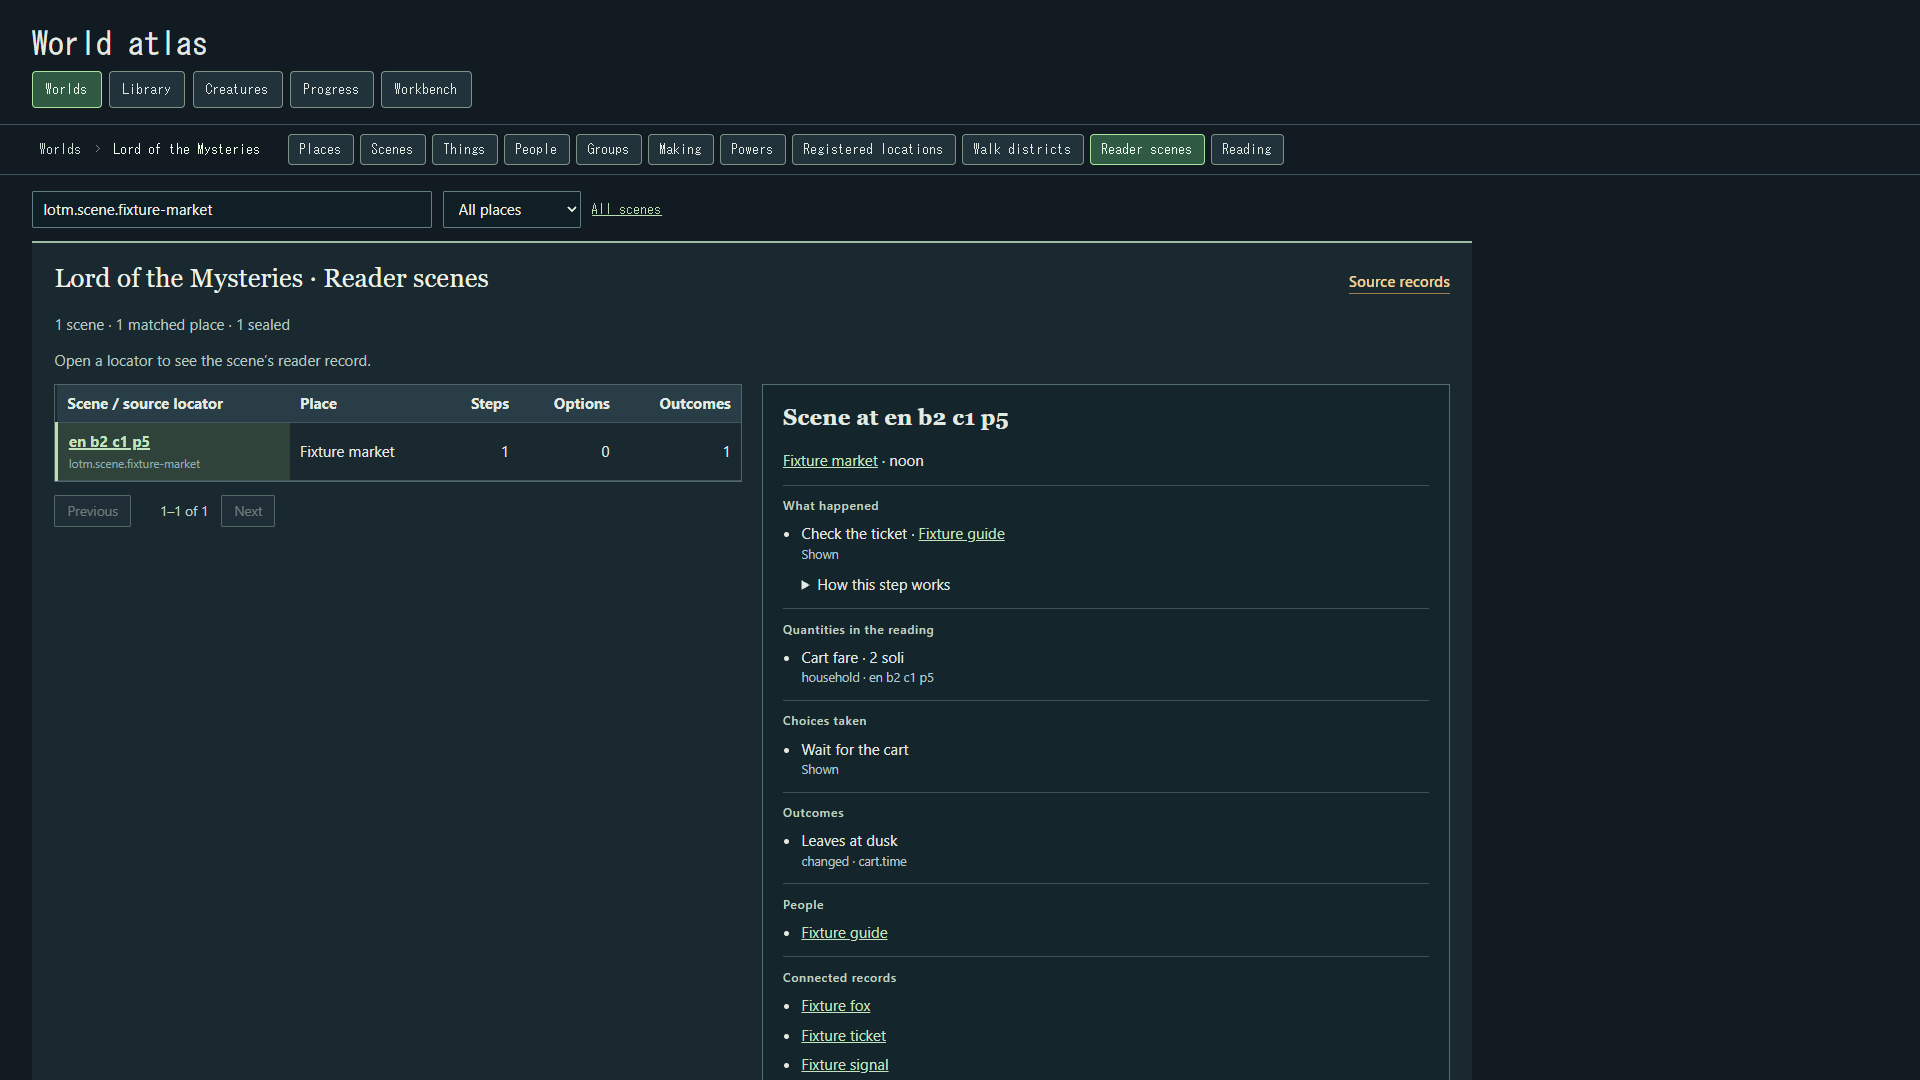 World atlas
Worlds Library Creatures Progress Workbench
Worlds > Lord of the Mysteries Places Scenes Things People Groups Making Powers Registered locations Walk districts Reader scenes Reading
lotm.scene.fixture-market All places All scenes
Lord of the Mysteries · Reader scenes
Source records
1 scene · 1 matched place · 1 sealed
Open a locator to see the scene's reader record.
Scene / source locator Place Steps Options Outcomes
en b2 c1 p5
lotm.scene.fixture-market
Fixture market 1 0 1
Previous 1–1 of 1 Next
Scene at en b2 c1 p5
Fixture market · noon
What happened
Check the ticket · Fixture guide
Shown
How this step works
Quantities in the reading
Cart fare · 2 soli
household · en b2 c1 p5
Choices taken
Wait for the cart
Shown
Outcomes
Leaves at dusk
changed · cart.time
People
Fixture guide
Connected records
Fixture fox
Fixture ticket
Fixture signal